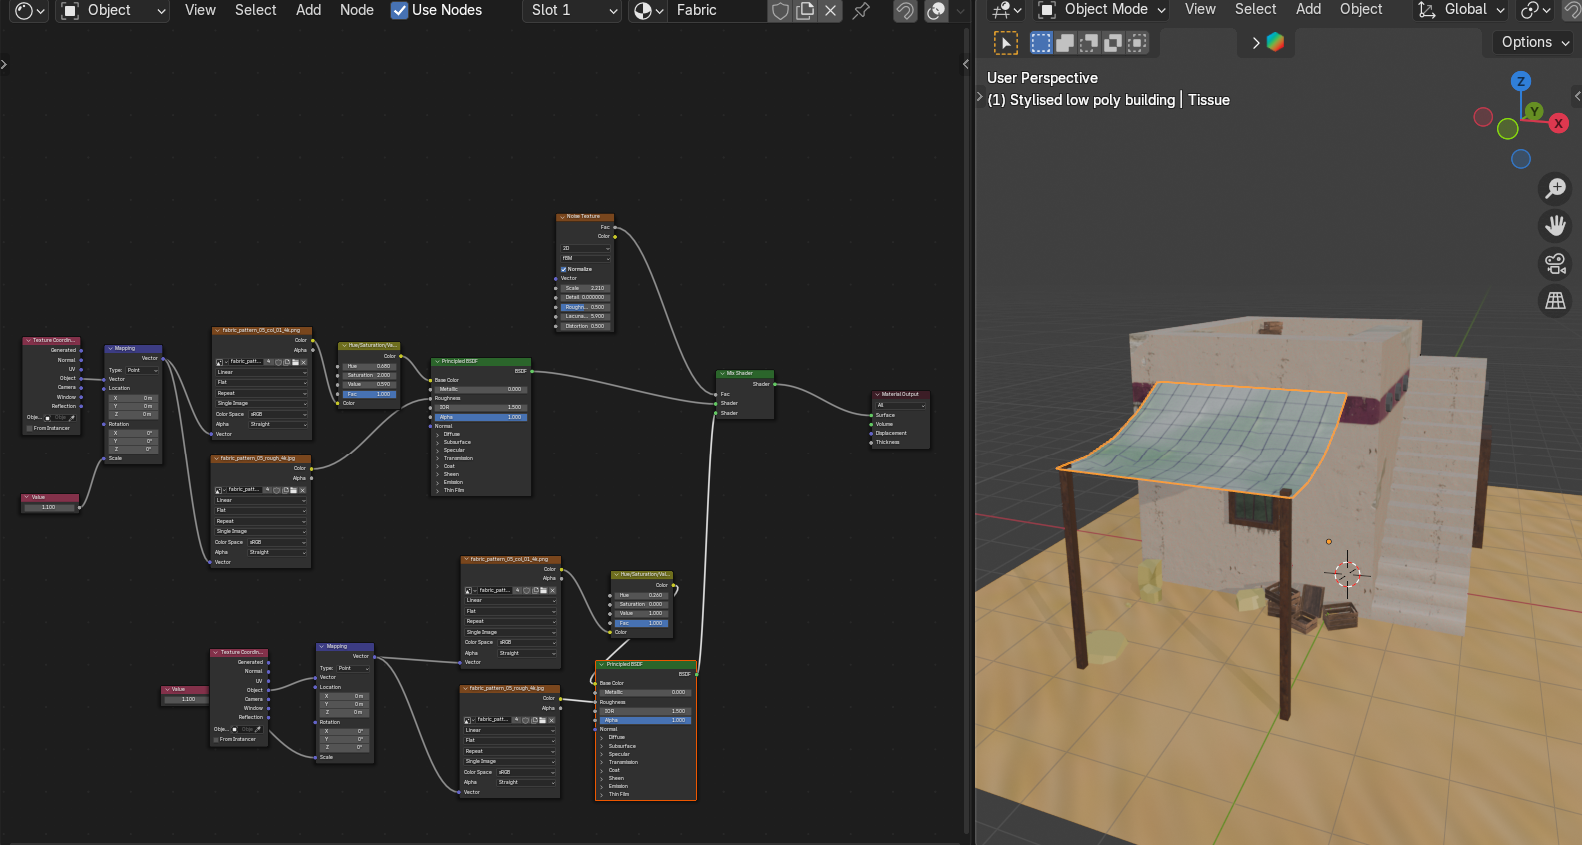 Object View Select Add Node Use Nodes Slot 1 Fabric
Object Mode View Select Add Object Global
Options
User Perspective
(1) Stylised low poly building | Tissue
Z
Y
X
Noise Texture
Fac
Color
2D
fBM
Normalize
Vector
Scale 2.210
Detail 0.000000
Roughn... 0.500
Lacuna... 5.900
Distortion 0.500
Texture Coordin...
Generated
Normal
UV
Object
Camera
Window
Reflection
Obje...
From Instancer
Value
1.100
Mapping
Vector
Type: Point
Vector
Location
X 0 m
Y 0 m
Z 0 m
Rotation
X 0°
Y 0°
Z 0°
Scale
fabric_pattern_05_col_01_4k.png
Color
Alpha
fabric_patt... 4
Linear
Flat
Repeat
Single Image
Color Space sRGB
Alpha Straight
Vector
fabric_pattern_05_rough_4k.jpg
Color
Alpha
fabric_patt... 4
Linear
Flat
Repeat
Single Image
Color Space sRGB
Alpha Straight
Vector
Hue/Saturation/Va...
Color
Hue 0.680
Saturation 2.000
Value 0.590
Fac 1.000
Color
Principled BSDF
BSDF
Base Color
Metallic 0.000
Roughness
IOR 1.500
Alpha 1.000
Normal
Diffuse
Subsurface
Specular
Transmission
Coat
Sheen
Emission
Thin Film
Mix Shader
Shader
Fac
Shader
Shader
Material Output
All
Surface
Volume
Displacement
Thickness
Value
1.100
Texture Coordin...
Generated
Normal
UV
Object
Camera
Window
Reflection
Obje...
From Instancer
Mapping
Vector
Type: Point
Vector
Location
X 0 m
Y 0 m
Z 0 m
Rotation
X 0°
Y 0°
Z 0°
Scale
fabric_pattern_05_col_01_4k.png
Color
Alpha
fabric_patt... 4
Linear
Flat
Repeat
Single Image
Color Space sRGB
Alpha Straight
Vector
fabric_pattern_05_rough_4k.jpg
Color
Alpha
fabric_patt... 4
Linear
Flat
Repeat
Single Image
Color Space sRGB
Alpha Straight
Vector
Hue/Saturation/Val...
Color
Hue 0.260
Saturation 0.000
Value 1.000
Fac 1.000
Color
Principled BSDF
BSDF
Base Color
Metallic 0.000
Roughness
IOR 1.500
Alpha 1.000
Normal
Diffuse
Subsurface
Specular
Transmission
Coat
Sheen
Emission
Thin Film